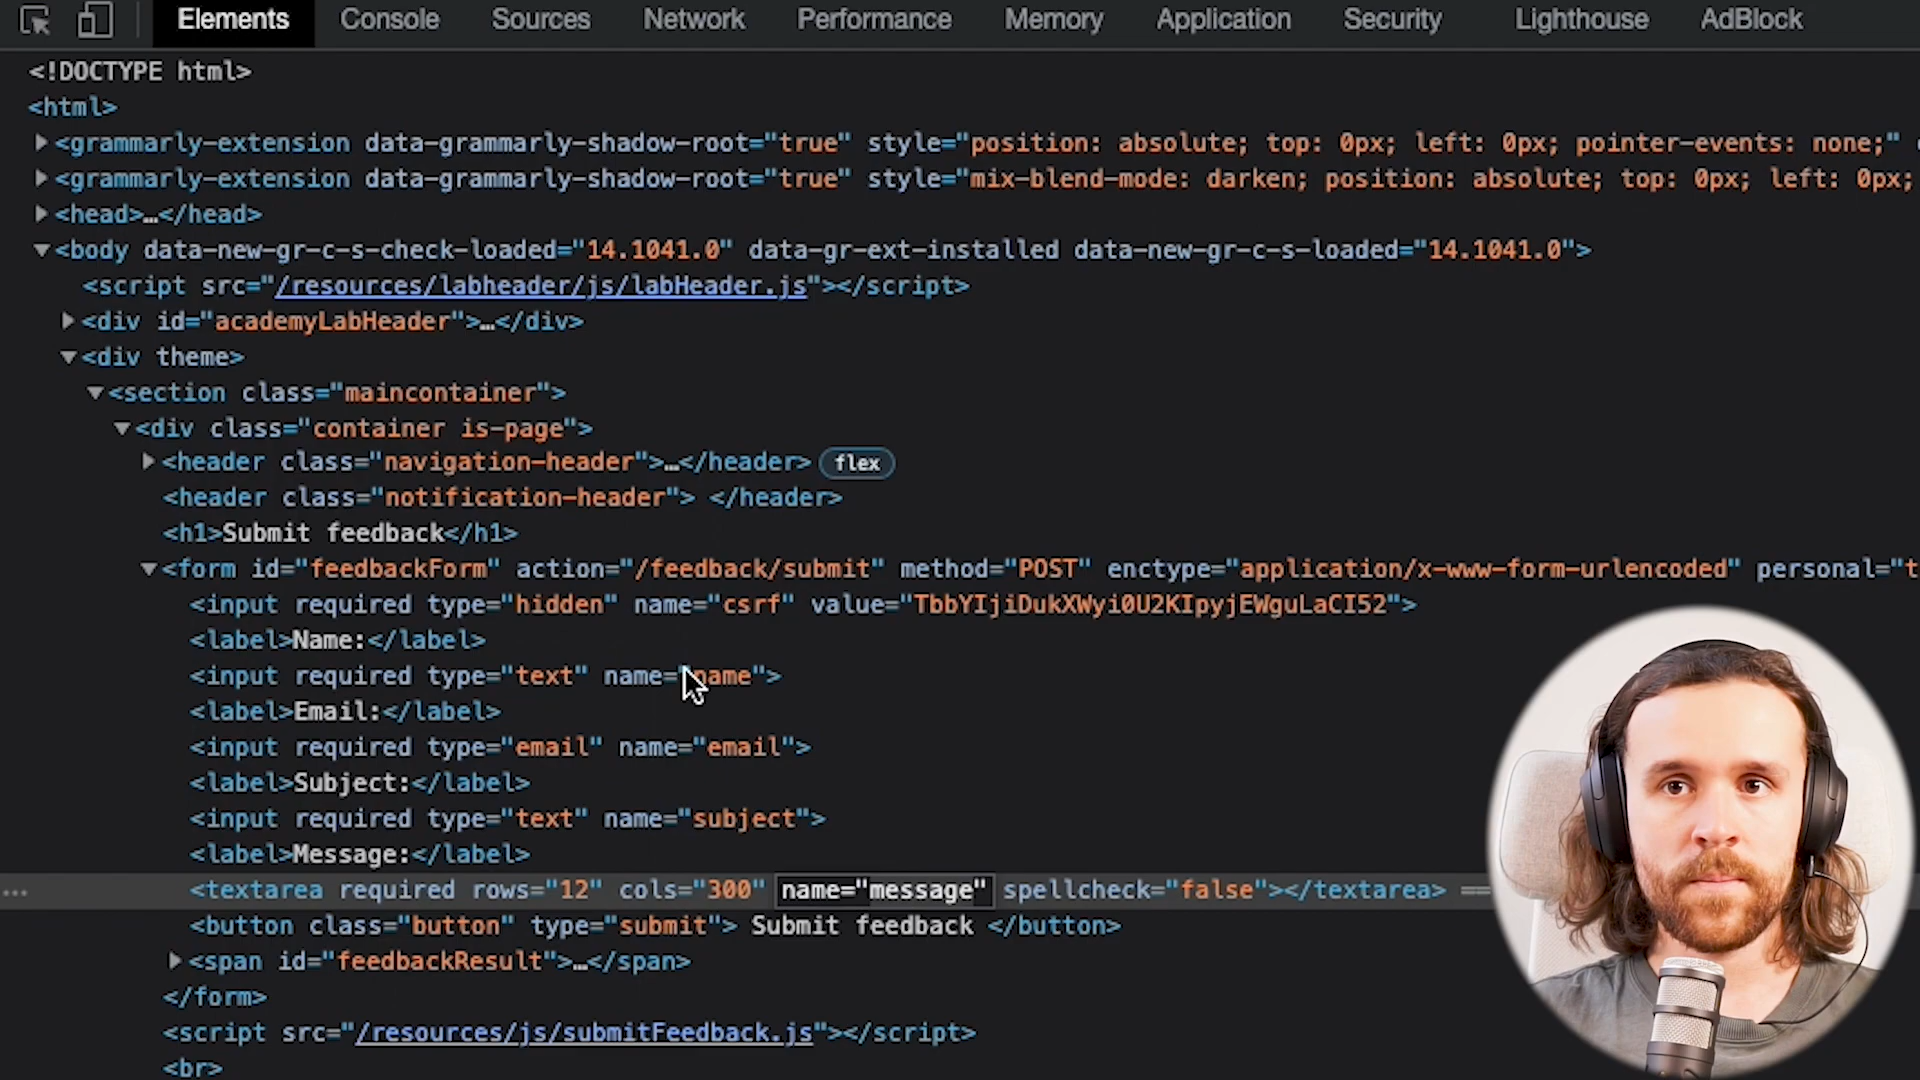 Elements Console Sources Network Performance Memory Application Security Lighthouse AdBlock
<!DOCTYPE html>
<html>
<grammarly-extension data-grammarly-shadow-root="true" style="position: absolute; top: 0px; left: 0px; pointer-events: none;"
<grammarly-extension data-grammarly-shadow-root="true" style="mix-blend-mode: darken; position: absolute; top: 0px; left: 0px;
<head>…</head>
<body data-new-gr-c-s-check-loaded="14.1041.0" data-gr-ext-installed data-new-gr-c-s-loaded="14.1041.0">
<script src="/resources/labheader/js/labHeader.js"></script>
<div id="academyLabHeader">…</div>
<div theme>
<section class="maincontainer">
<div class="container is-page">
<header class="navigation-header">…</header> flex
<header class="notification-header"> </header>
<h1>Submit feedback</h1>
<form id="feedbackForm" action="/feedback/submit" method="POST" enctype="application/x-www-form-urlencoded" personal="t
<input required type="hidden" name="csrf" value="TbbYIjiDukXWyi0U2KIpyjEWguLaCI52">
<label>Name:</label>
<input required type="text" name="name">
<label>Email:</label>
<input required type="email" name="email">
<label>Subject:</label>
<input required type="text" name="subject">
<label>Message:</label>
… <textarea required rows="12" cols="300" name="message" spellcheck="false"></textarea> ==
<button class="button" type="submit"> Submit feedback </button>
<span id="feedbackResult">…</span>
</form>
<script src="/resources/js/submitFeedback.js"></script>
<br>